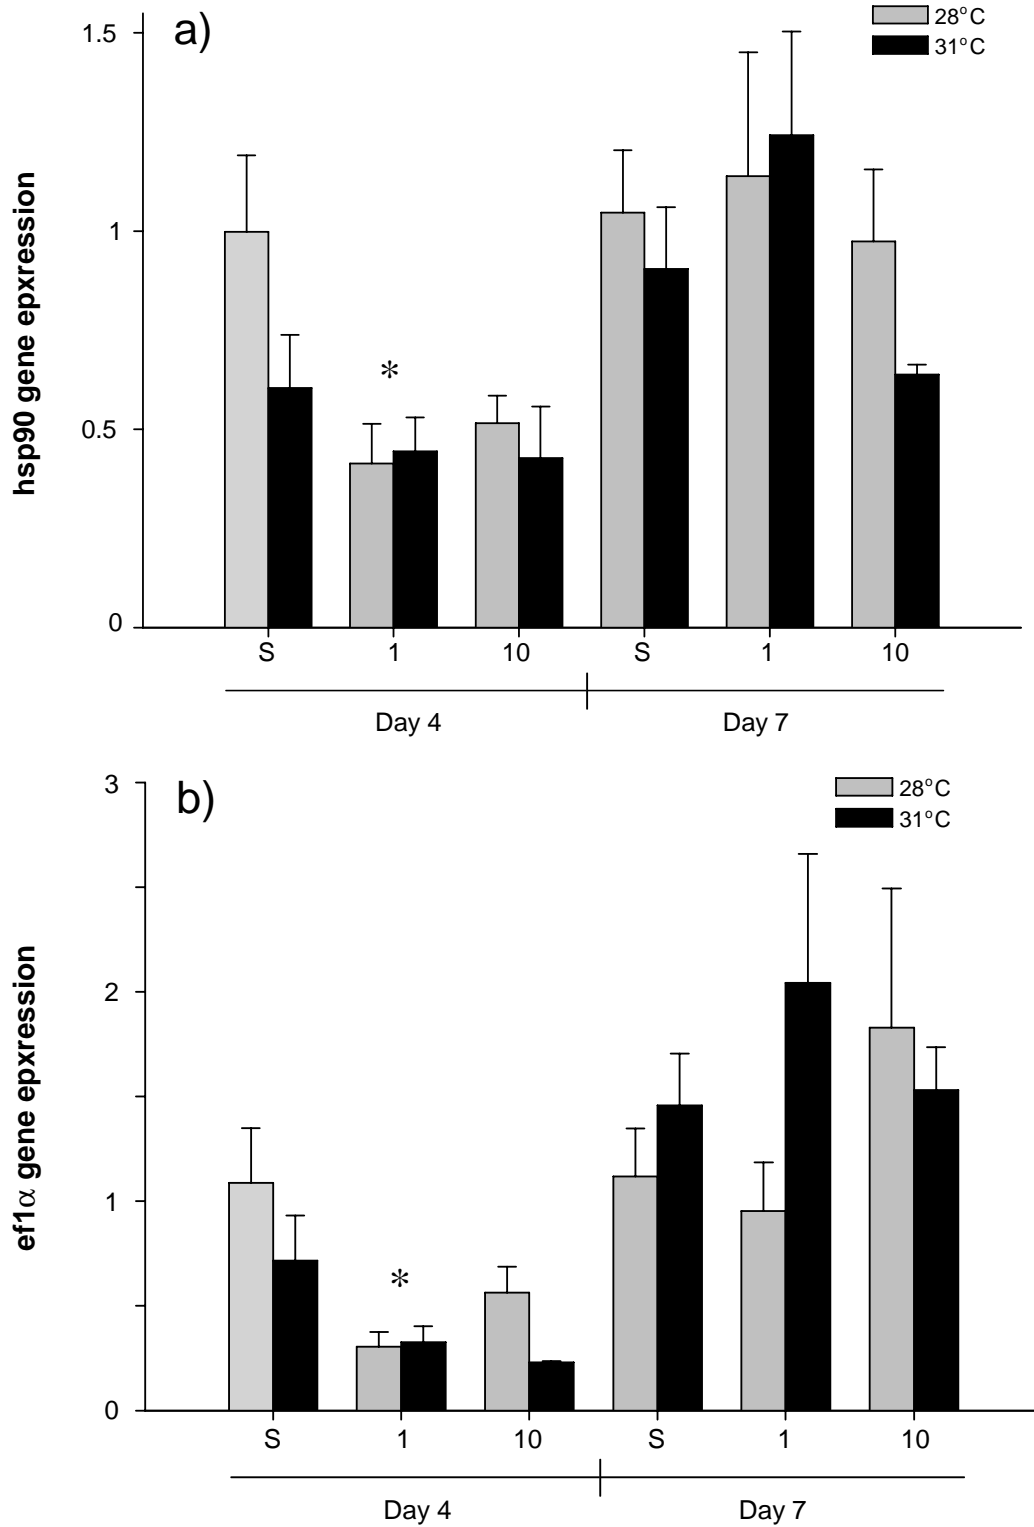 a)
28°C
31°C
hsp90 gene epxression
1.5
1
0.5
0
*
S 1 10 S 1 10
Day 4 Day 7
b)
28°C
31°C
ef1α gene epxression
3
2
1
0
*
S 1 10 S 1 10
Day 4 Day 7